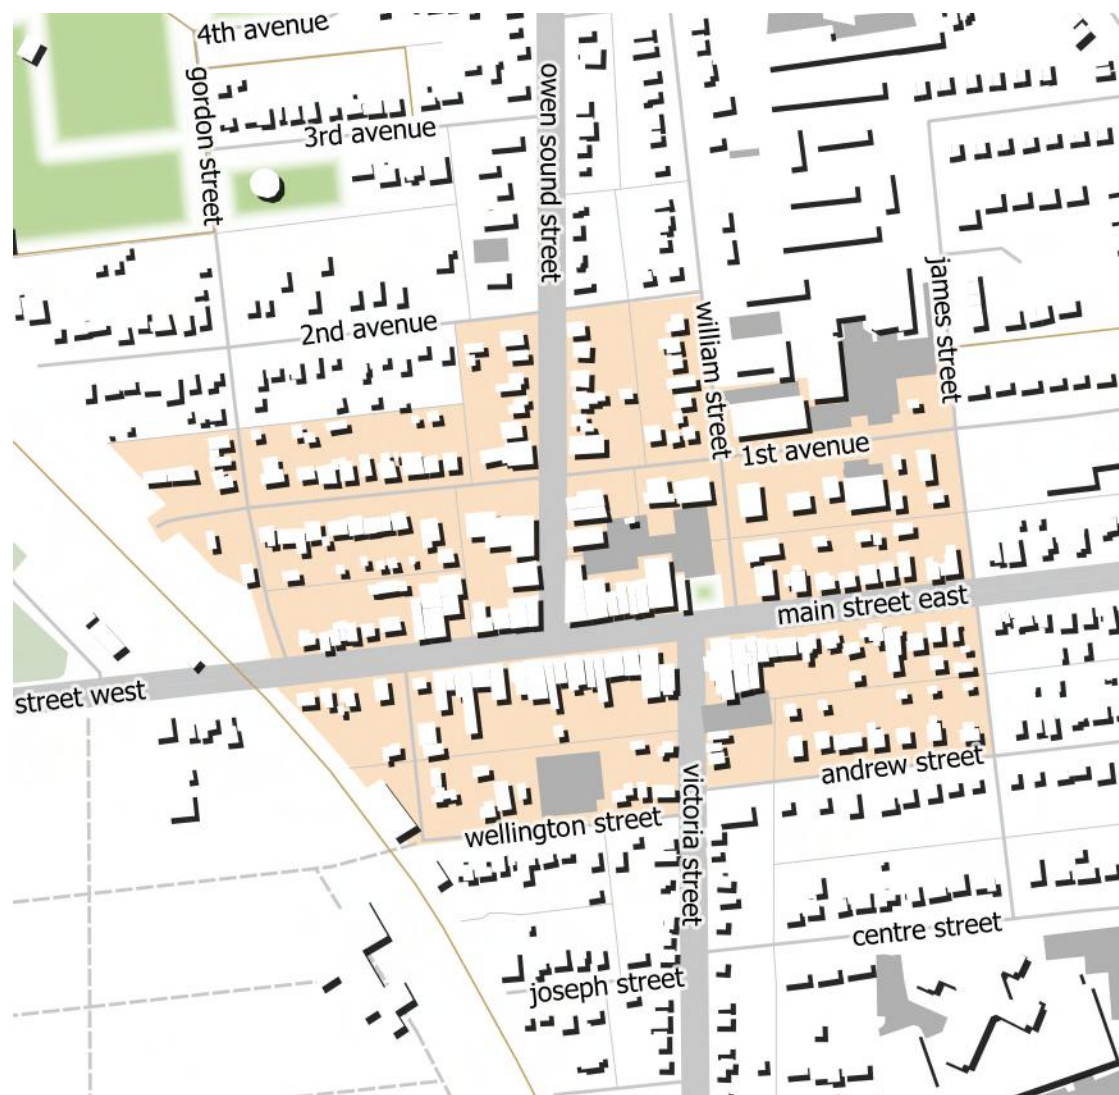 4th avenue
gordon street
3rd avenue
owen sound street
2nd avenue
william street
james street
1st avenue
main street east
street west
andrew street
wellington street
victoria street
centre street
joseph street